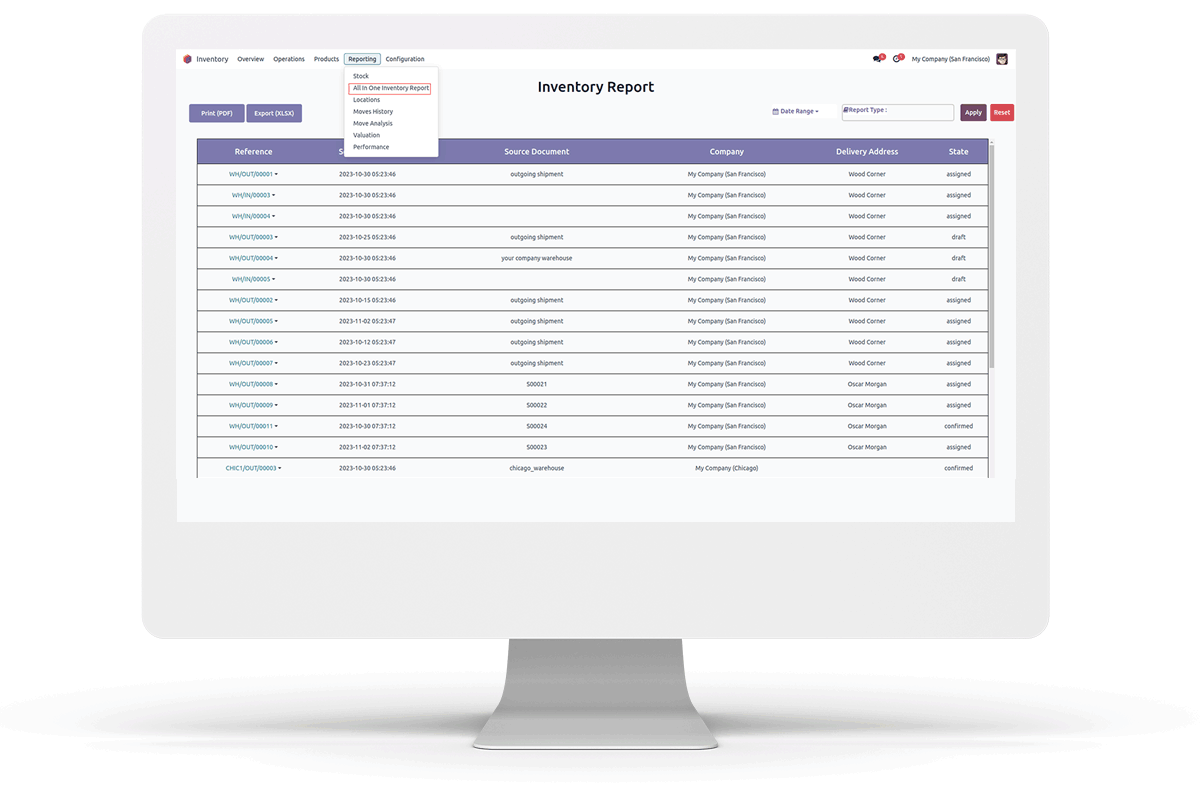 Inventory Overview Operations Products Reporting Configuration My Company (San Francisco)
Stock
All In One Inventory Report
Locations
Moves History
Move Analysis
Valuation
Performance
Inventory Report
Print (PDF) Export (XLSX) Date Range Report Type : Apply Reset
Reference Source Document Company Delivery Address State
WH/OUT/00001 2023-10-30 05:23:46 outgoing shipment My Company (San Francisco) Wood Corner assigned
WH/IN/00003 2023-10-30 05:23:46 My Company (San Francisco) Wood Corner assigned
WH/IN/00004 2023-10-30 05:23:46 My Company (San Francisco) Wood Corner assigned
WH/OUT/00003 2023-10-25 05:23:46 outgoing shipment My Company (San Francisco) Wood Corner draft
WH/OUT/00004 2023-10-30 05:23:46 your company warehouse My Company (San Francisco) Wood Corner draft
WH/IN/00005 2023-10-30 05:23:46 My Company (San Francisco) Wood Corner draft
WH/OUT/00002 2023-10-15 05:23:46 outgoing shipment My Company (San Francisco) Wood Corner assigned
WH/OUT/00005 2023-11-02 05:23:47 outgoing shipment My Company (San Francisco) Wood Corner assigned
WH/OUT/00006 2023-10-12 05:23:47 outgoing shipment My Company (San Francisco) Wood Corner assigned
WH/OUT/00007 2023-10-23 05:23:47 outgoing shipment My Company (San Francisco) Wood Corner assigned
WH/OUT/00008 2023-10-31 07:37:12 S00021 My Company (San Francisco) Oscar Morgan assigned
WH/OUT/00009 2023-11-01 07:37:12 S00022 My Company (San Francisco) Oscar Morgan assigned
WH/OUT/00011 2023-10-30 07:37:12 S00024 My Company (San Francisco) Oscar Morgan confirmed
WH/OUT/00010 2023-11-02 07:37:12 S00023 My Company (San Francisco) Oscar Morgan assigned
CHIC1/OUT/00003 2023-10-30 05:23:46 chicago_warehouse My Company (Chicago) confirmed